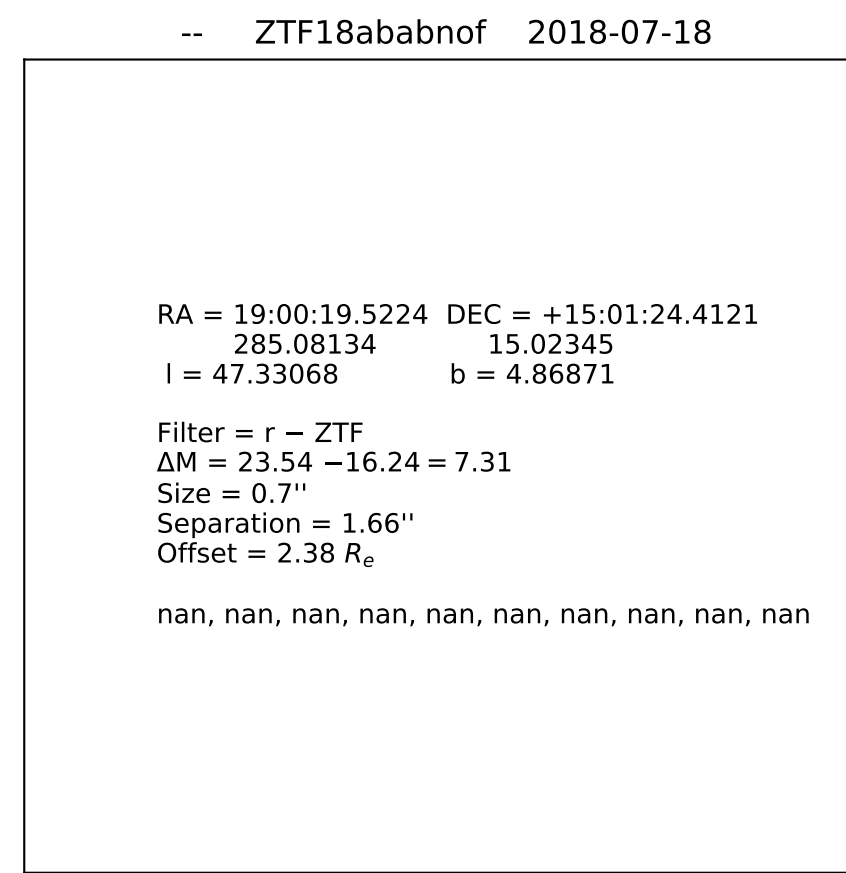 -- ZTF18ababnof 2018-07-18
RA = 19:00:19.5224 DEC = +15:01:24.4121
285.08134 15.02345
l = 47.33068 b = 4.86871
Filter = r − ZTF
ΔM = 23.54 −16.24 = 7.31
Size = 0.7''
Separation = 1.66''
Offset = 2.38 Rₑ
nan, nan, nan, nan, nan, nan, nan, nan, nan, nan